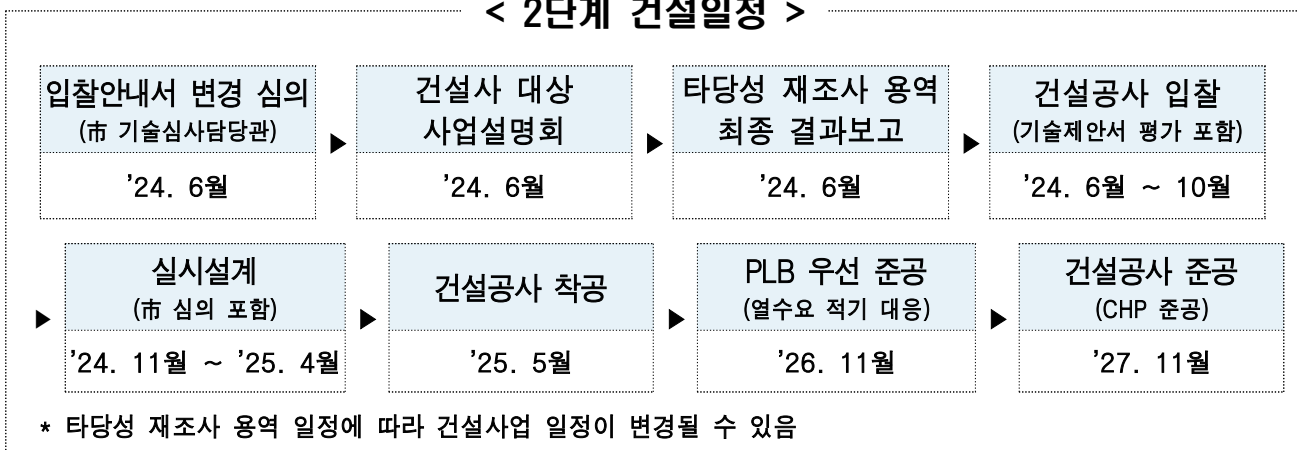 < 2단계 건설일정 >
입찰안내서 변경 심의
(市 기술심사담당관)
'24. 6월
▶
건설사 대상
사업설명회
'24. 6월
▶
타당성 재조사 용역
최종 결과보고
'24. 6월
▶
건설공사 입찰
(기술제안서 평가 포함)
'24. 6월 ~ 10월
▶
실시설계
(市 심의 포함)
'24. 11월 ~ '25. 4월
▶
건설공사 착공
'25. 5월
▶
PLB 우선 준공
(열수요 적기 대응)
'26. 11월
▶
건설공사 준공
(CHP 준공)
'27. 11월
* 타당성 재조사 용역 일정에 따라 건설사업 일정이 변경될 수 있음